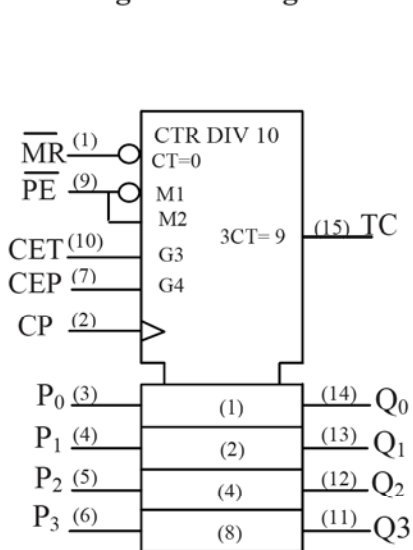 CTR DIV 10
MR (1) CT=0
PE (9) M1
M2
3CT= 9 (15) TC
CET (10) G3
CEP (7) G4
CP (2)
P0 (3) (1) (14) Q0
P1 (4) (2) (13) Q1
P2 (5) (4) (12) Q2
P3 (6) (8) (11) Q3